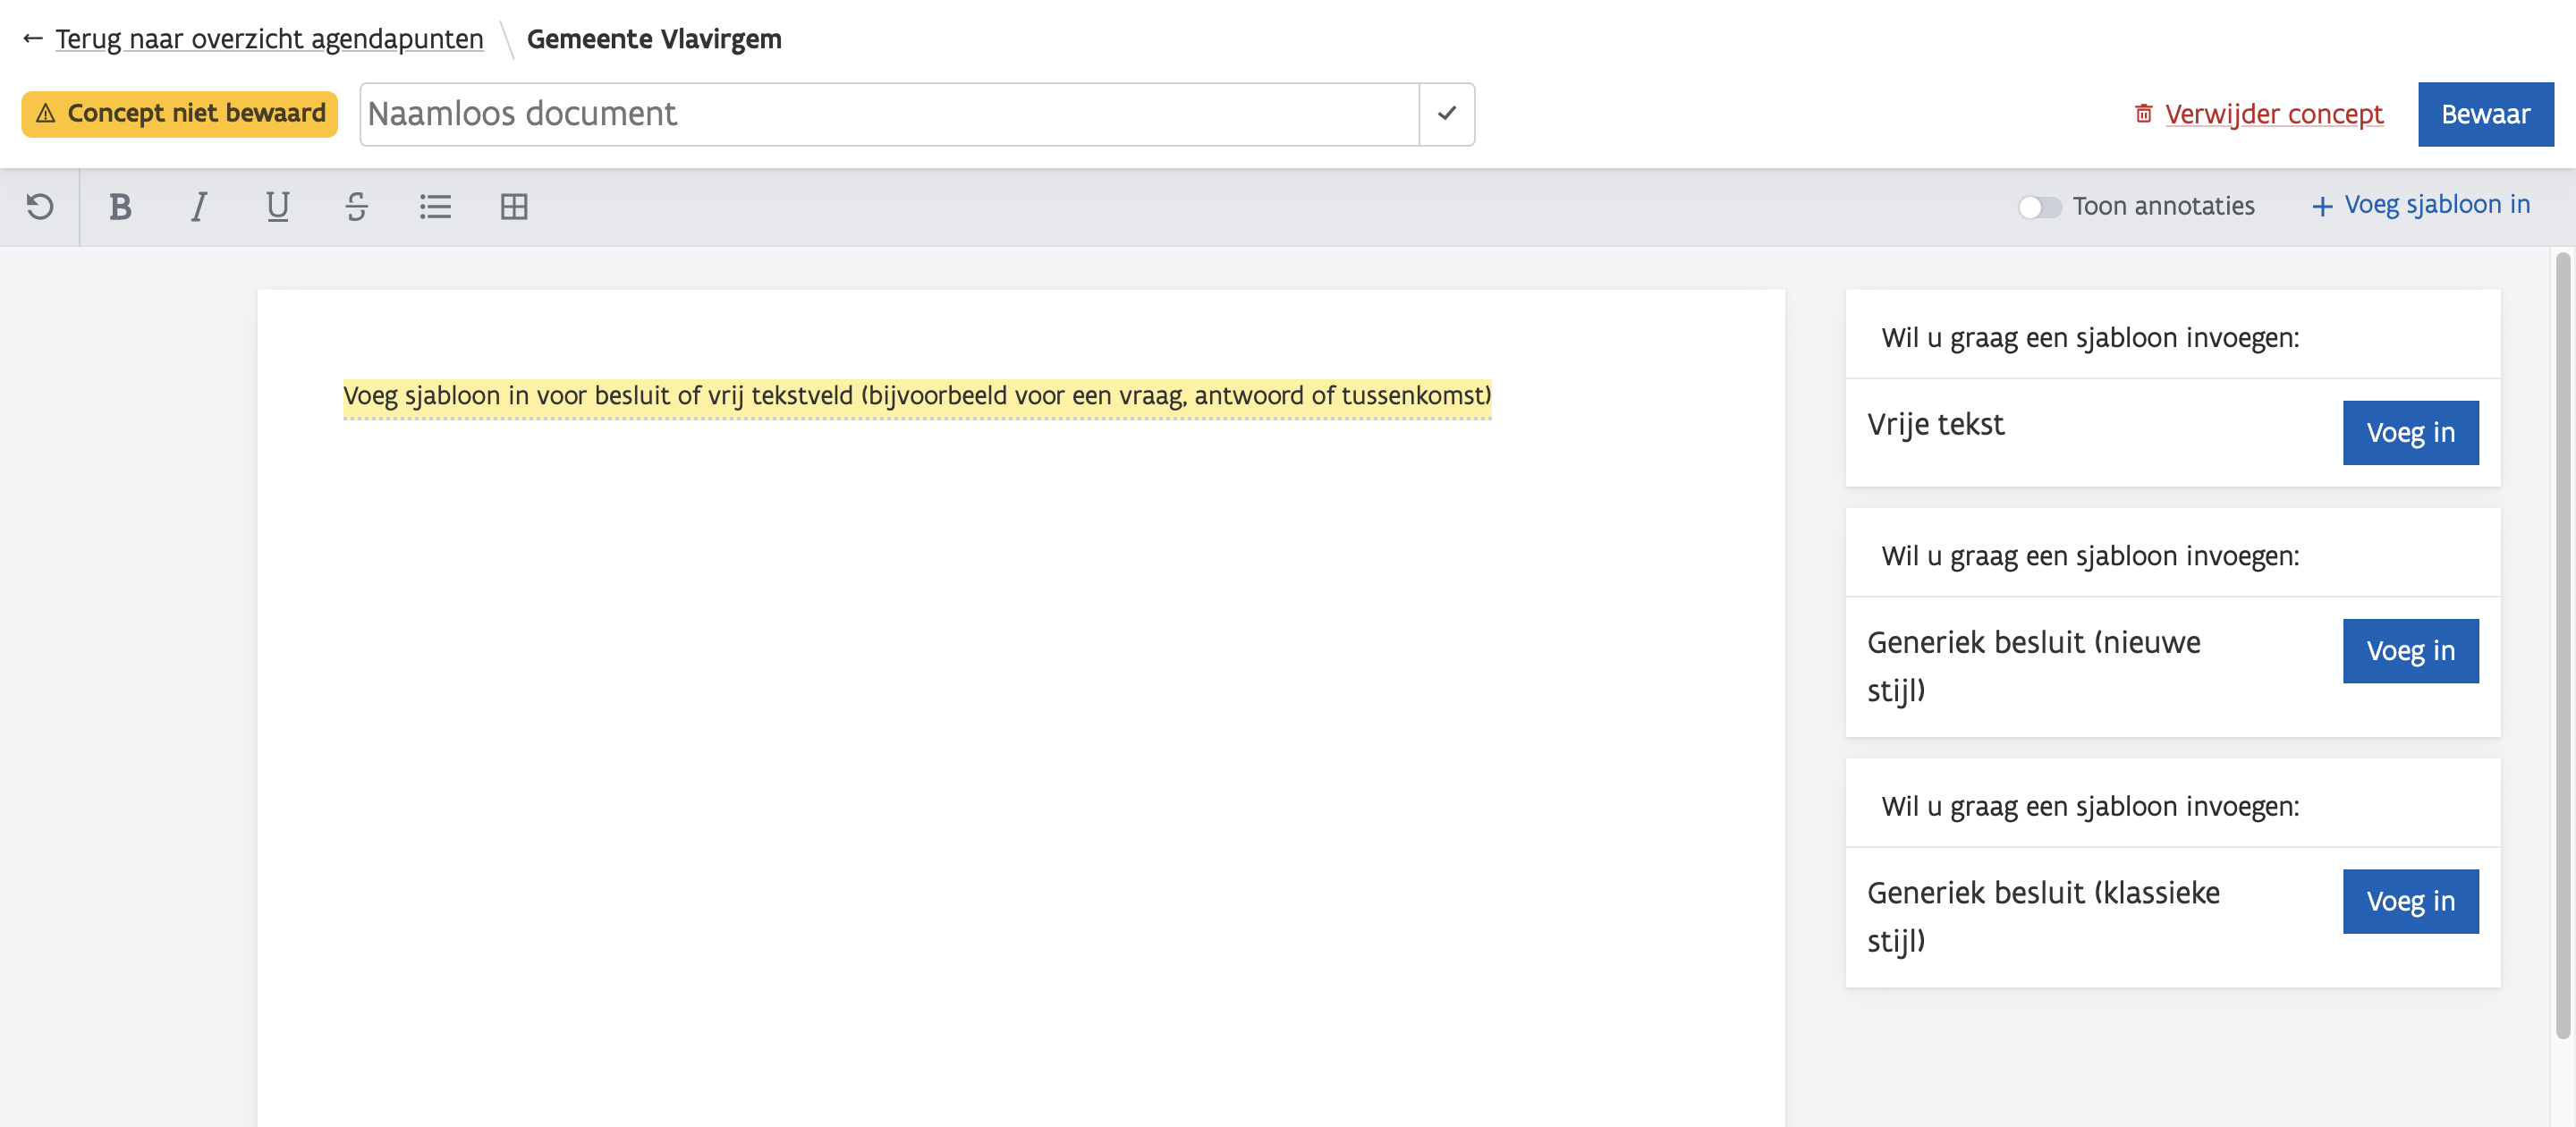 ← Terug naar overzicht agendapunten Gemeente Vlavirgem
Concept niet bewaard Naamloos document Verwijder concept Bewaar
B I U S Toon annotaties + Voeg sjabloon in
Voeg sjabloon in voor besluit of vrij tekstveld (bijvoorbeeld voor een vraag, antwoord of tussenkomst)
Wil u graag een sjabloon invoegen:
Vrije tekst Voeg in
Wil u graag een sjabloon invoegen:
Generiek besluit (nieuwe
stijl)
Voeg in
Wil u graag een sjabloon invoegen:
Generiek besluit (klassieke
stijl)
Voeg in